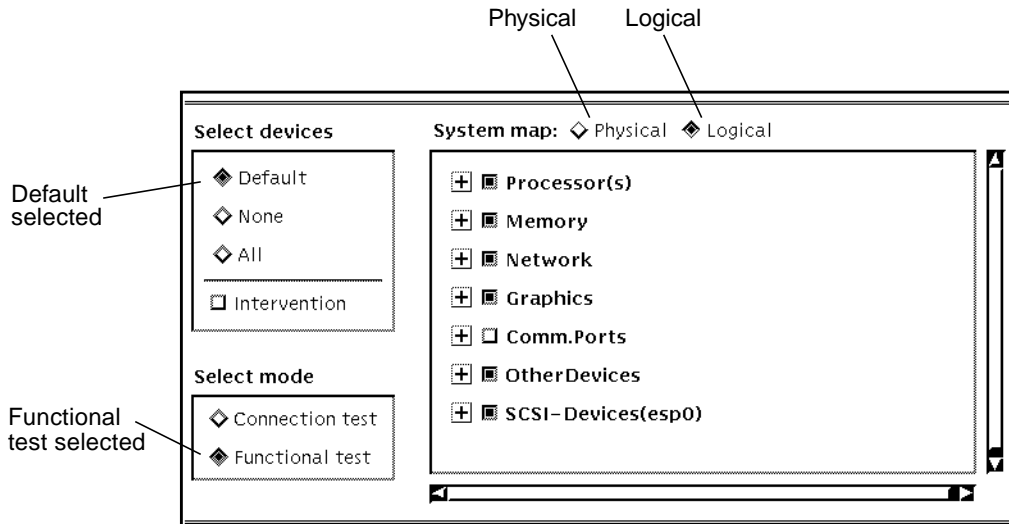 Physical Logical
Select devices
System map: Physical Logical
Default
selected
Default
None
All
Intervention
Processor(s)
Memory
Network
Graphics
Comm.Ports
OtherDevices
SCSI-Devices(esp0)
Select mode
Functional
test selected
Connection test
Functional test